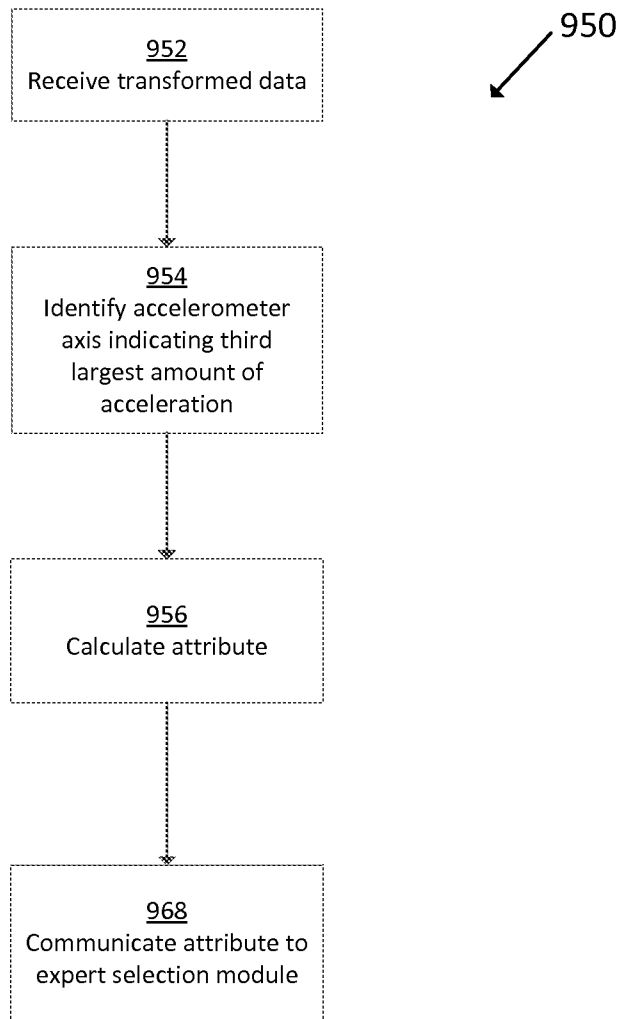 950
952
Receive transformed data
954
Identify accelerometer
axis indicating third
largest amount of
acceleration
956
Calculate attribute
968
Communicate attribute to
expert selection module